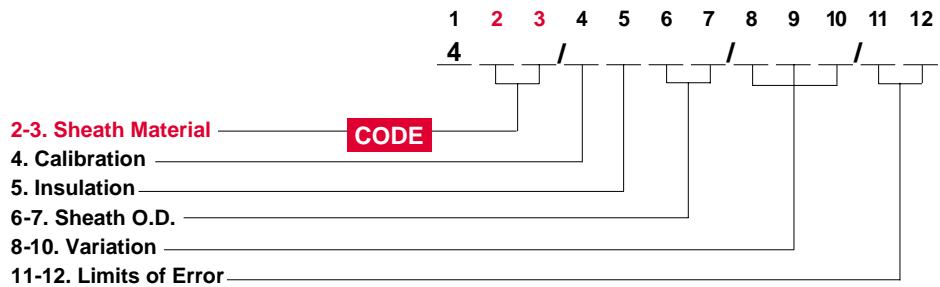 1 2 3 4 5 6 7 8 9 10 11 12
4 / / /
2-3. Sheath Material CODE
4. Calibration
5. Insulation
6-7. Sheath O.D.
8-10. Variation
11-12. Limits of Error